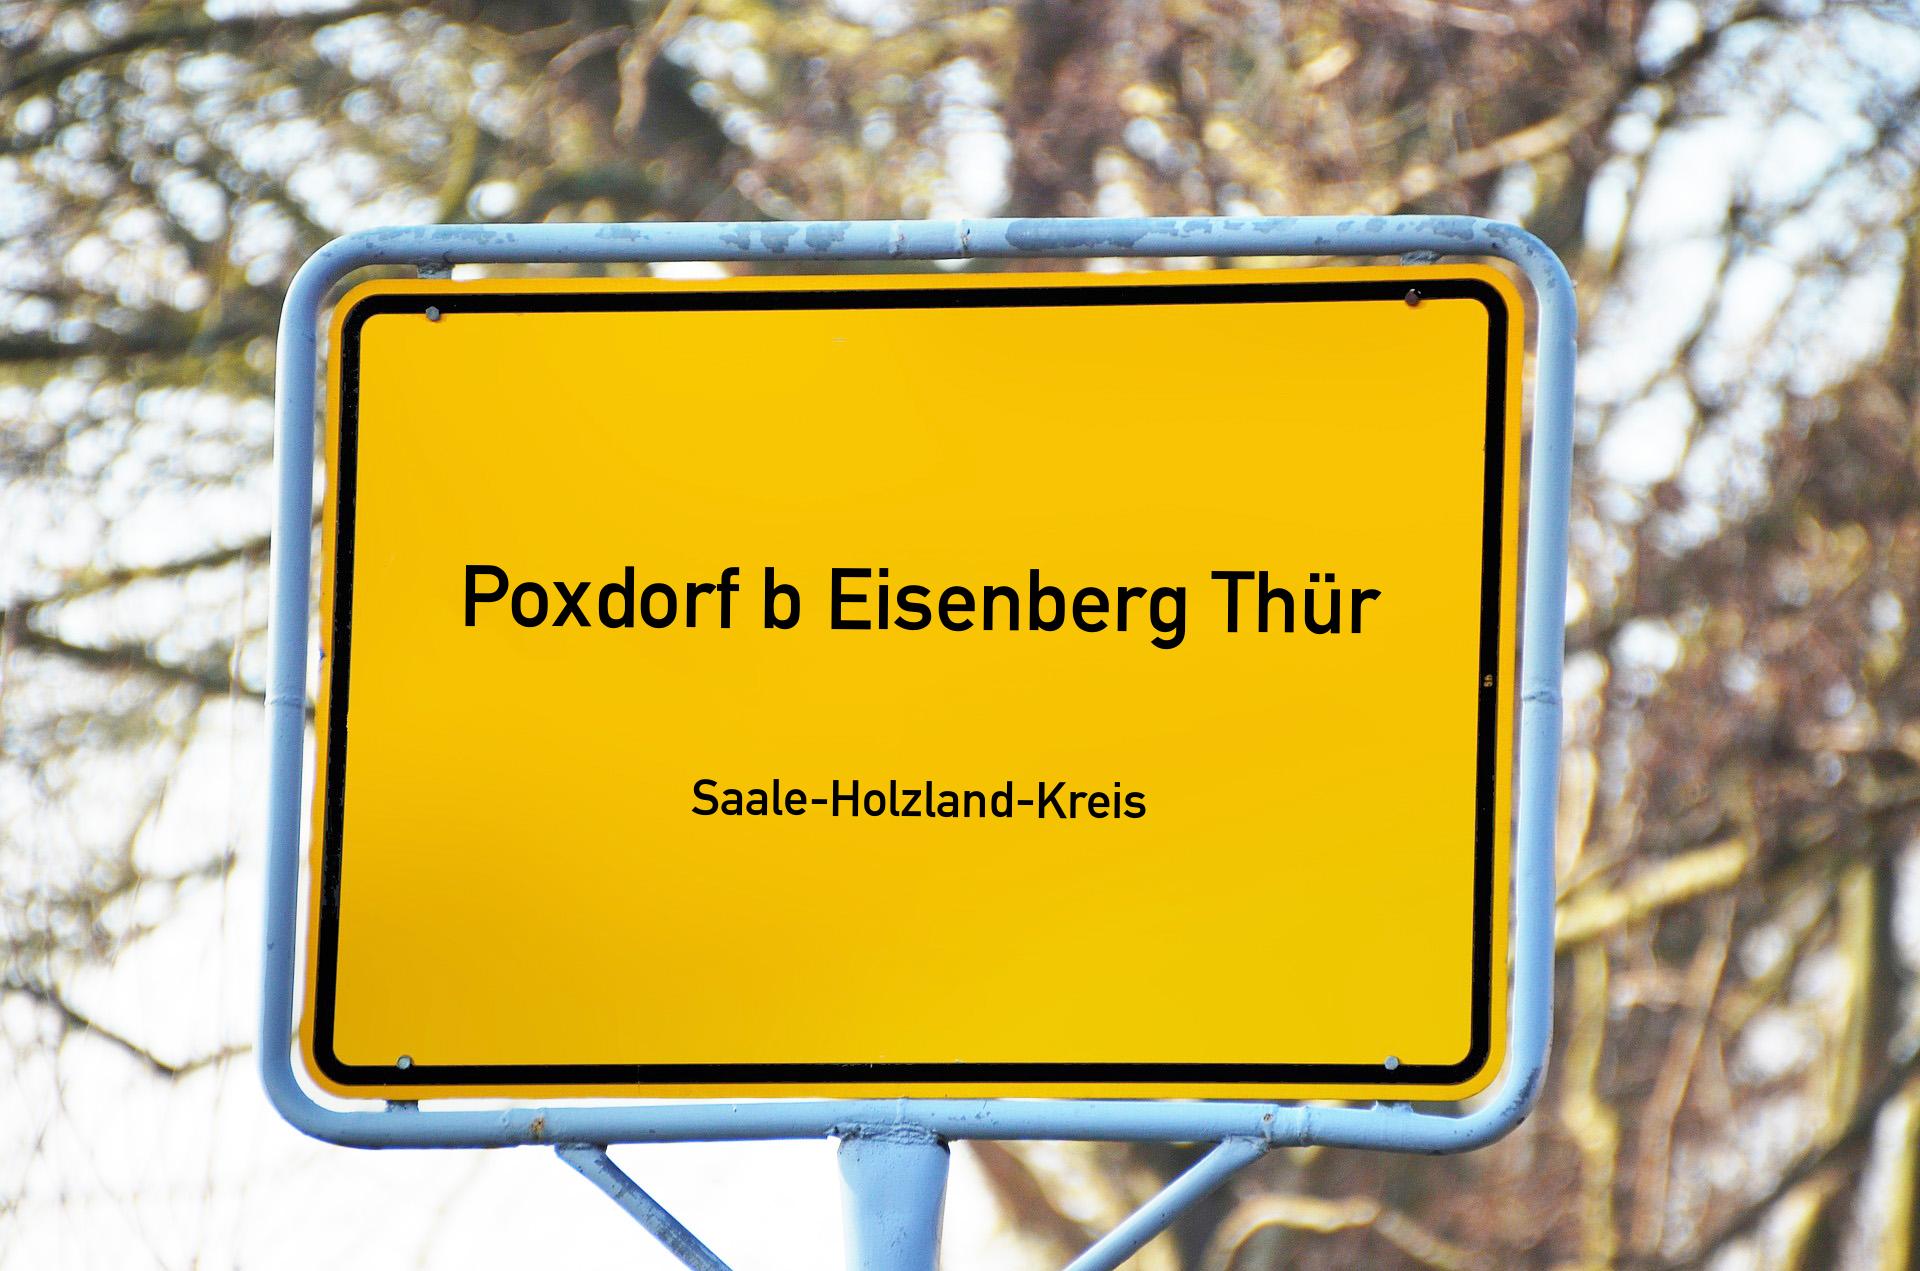 Poxdorf b Eisenberg Thür
Saale-Holzland-Kreis